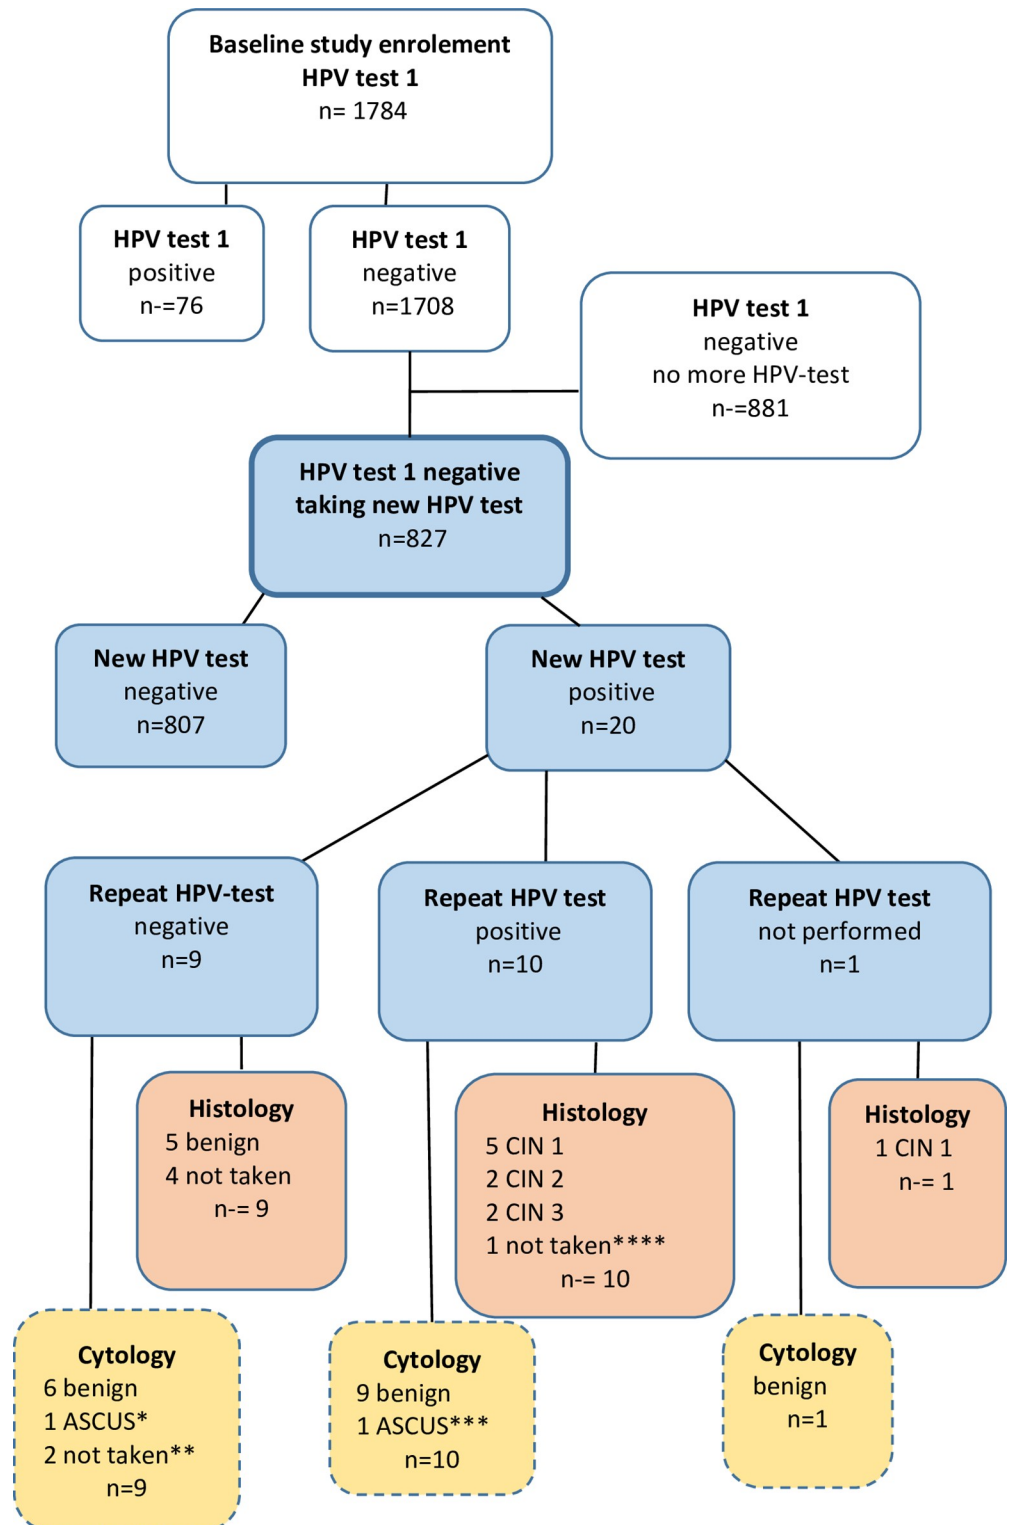 Baseline study enrolement
HPV test 1
n= 1784
HPV test 1
positive
n-=76
HPV test 1
negative
n=1708
HPV test 1
negative
no more HPV-test
n-=881
HPV test 1 negative
taking new HPV test
n=827
New HPV test
negative
n=807
New HPV test
positive
n=20
Repeat HPV-test
negative
n=9
Repeat HPV test
positive
n=10
Repeat HPV test
not performed
n=1
Histology
5 benign
4 not taken
n-= 9
Histology
5 CIN 1
2 CIN 2
2 CIN 3
1 not taken****
n-= 10
Histology
1 CIN 1
n-= 1
Cytology
6 benign
1 ASCUS*
2 not taken**
n=9
Cytology
9 benign
1 ASCUS***
n=10
Cytology
benign
n=1